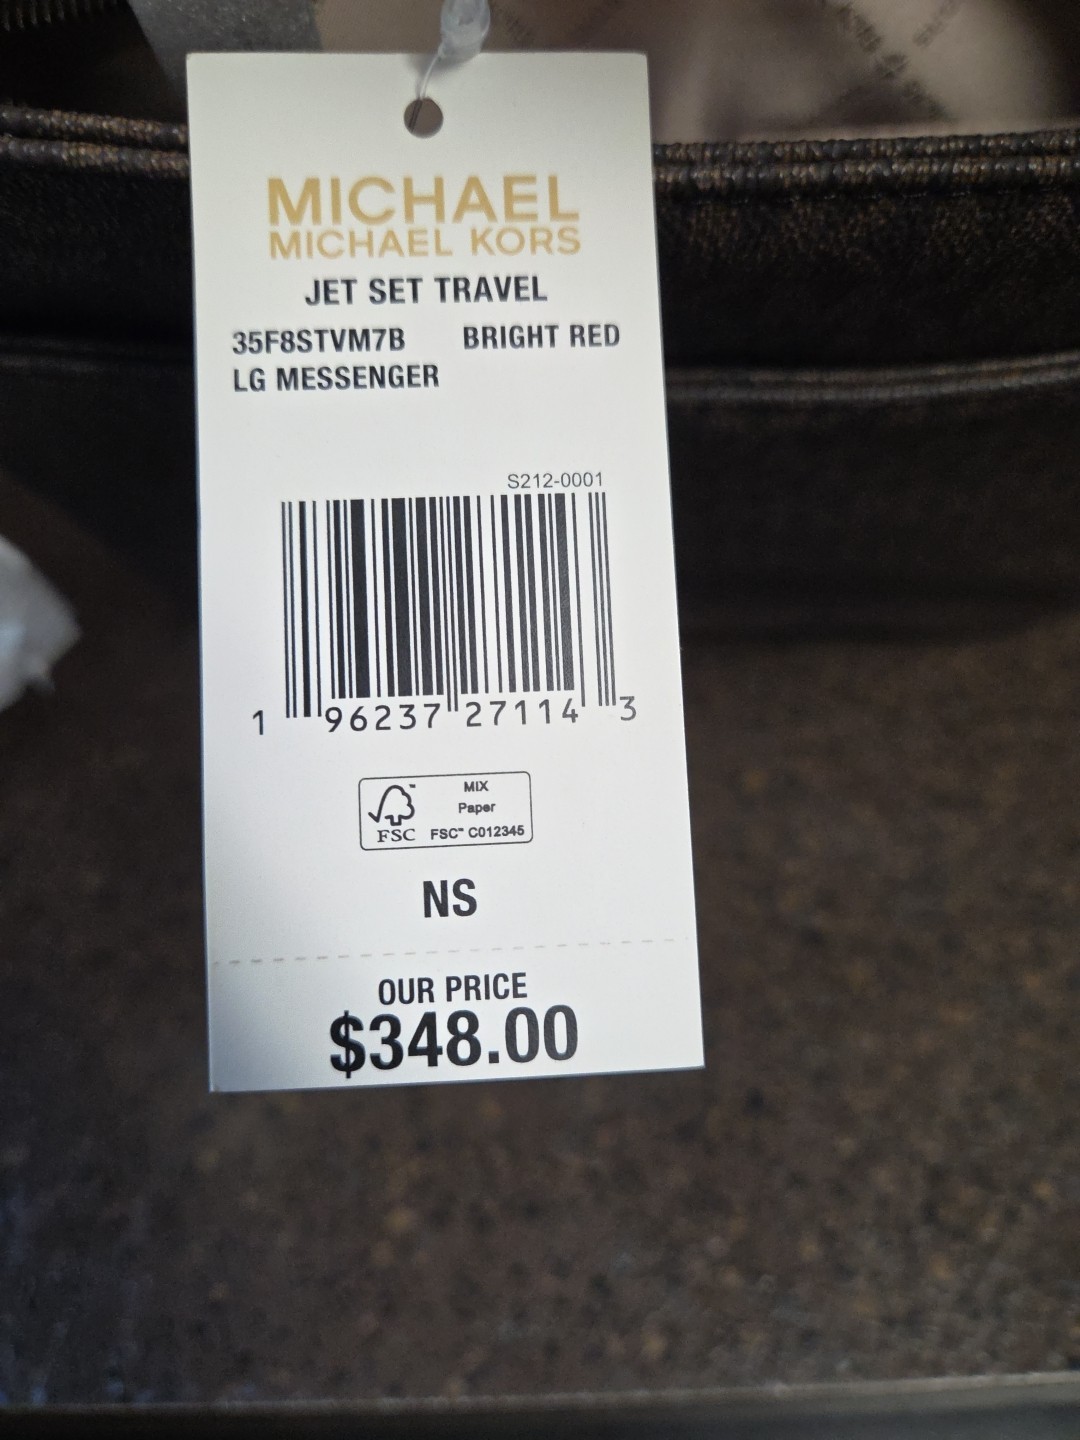 MICHAEL
MICHAEL KORS
JET SET TRAVEL
35F8STVM7B BRIGHT RED
LG MESSENGER
S212-0001
1 96237 27114 3
MIX
Paper
FSC FSC™ C012345
NS
OUR PRICE
$348.00